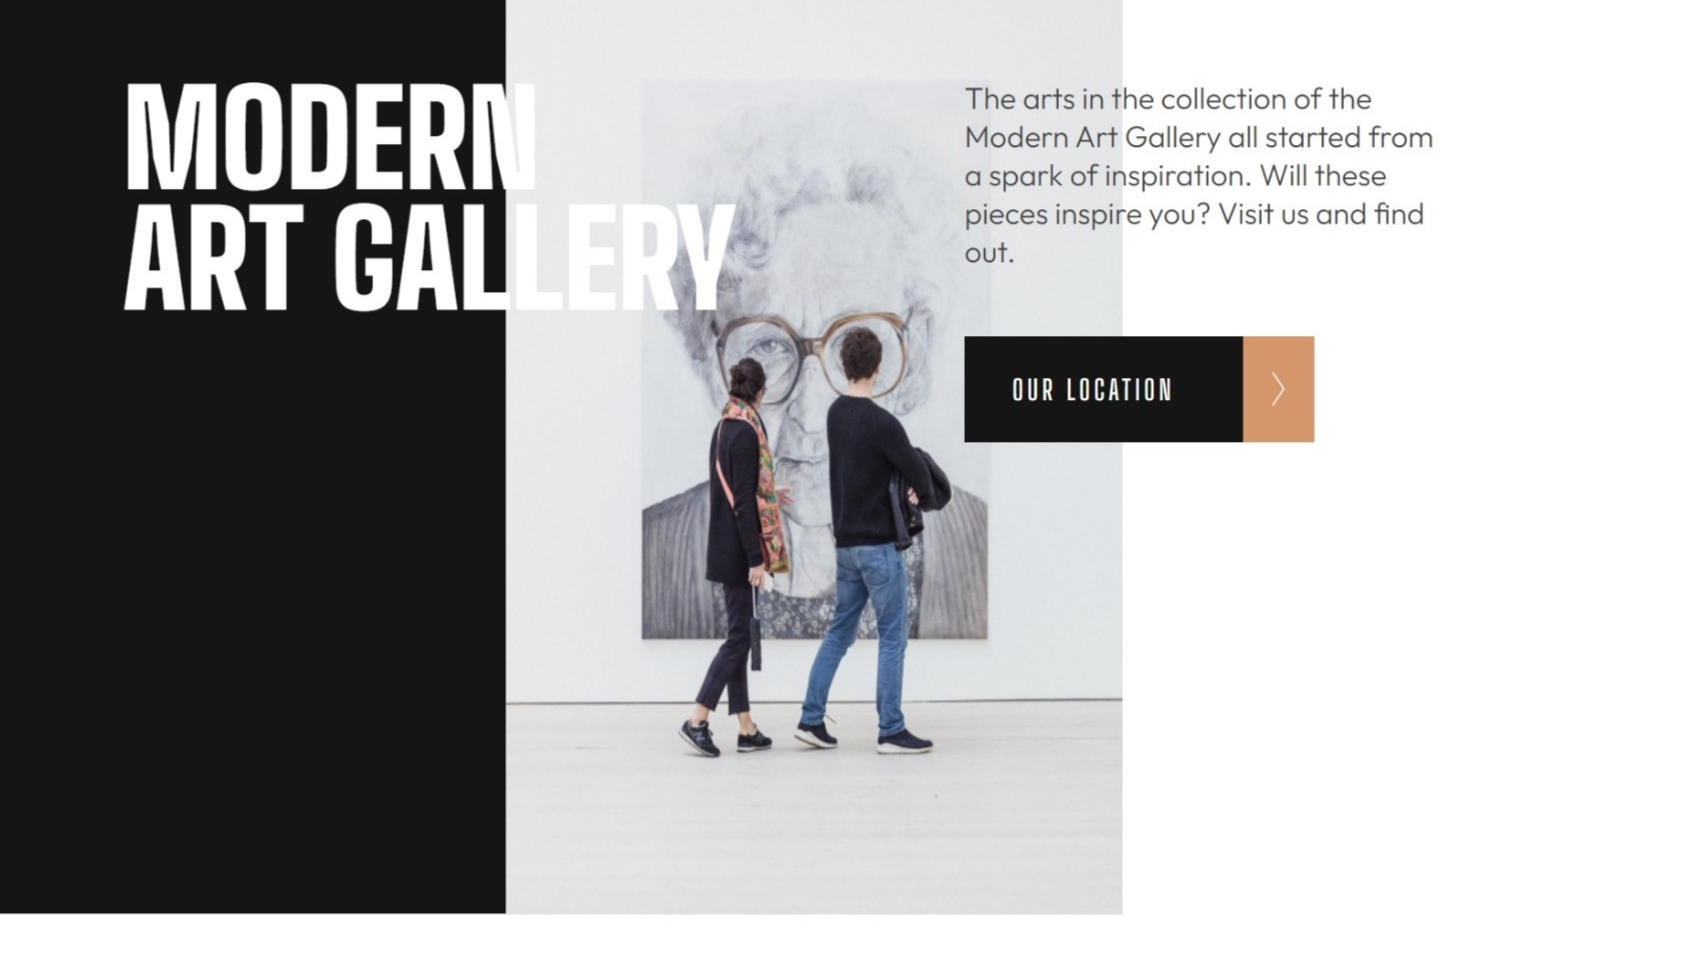 MODERN
ART GALLERY
The arts in the collection of the
Modern Art Gallery all started from
a spark of inspiration. Will these
pieces inspire you? Visit us and find
out.
OUR LOCATION